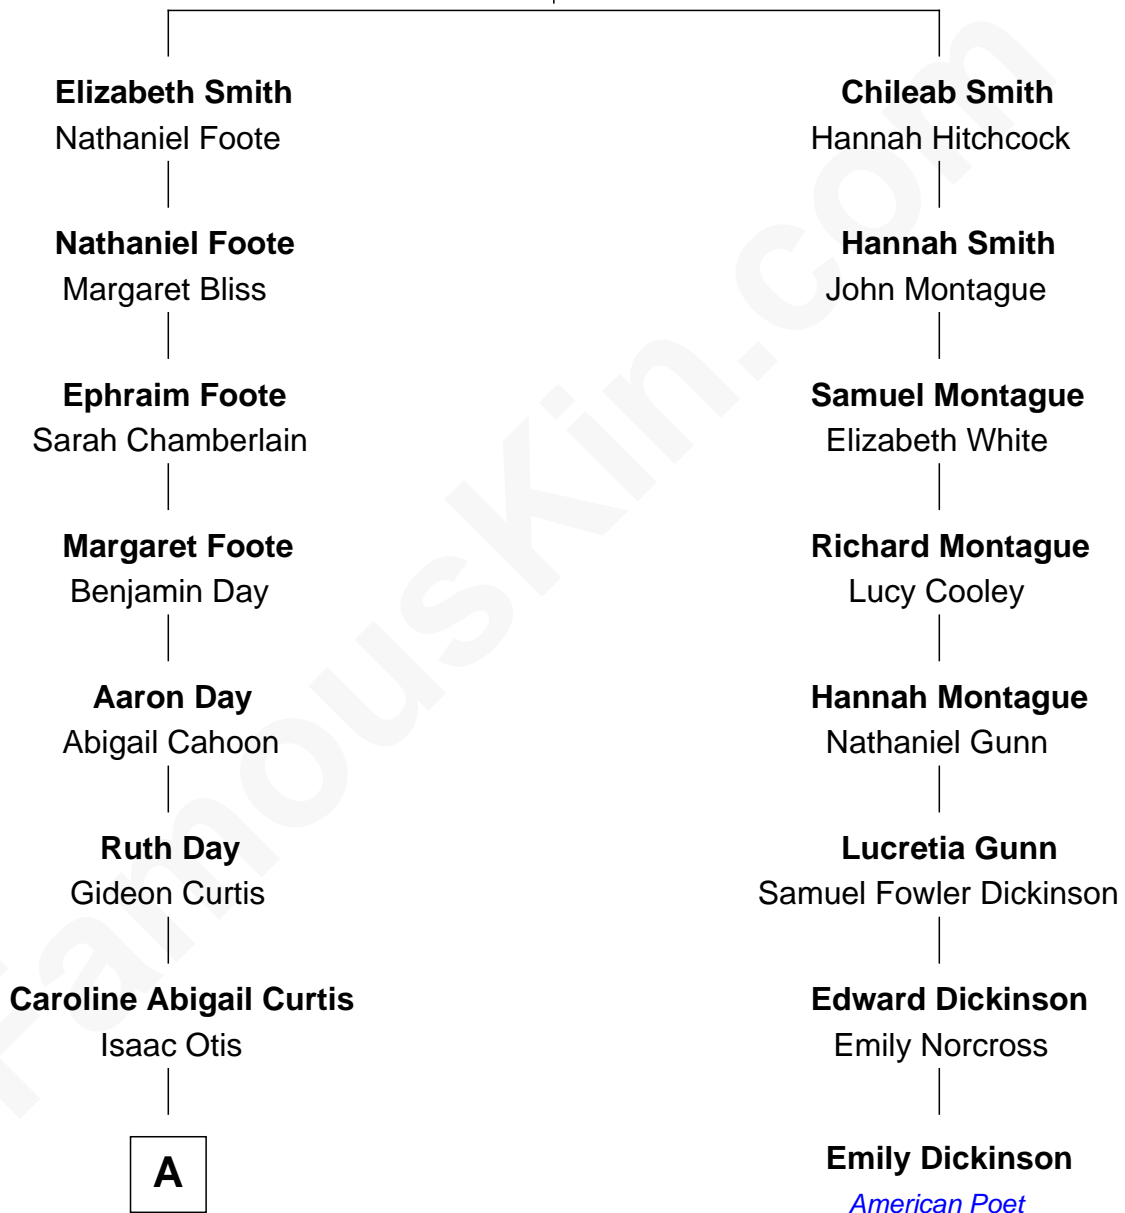 Elizabeth Smith
Nathaniel Foote
Nathaniel Foote
Margaret Bliss
Ephraim Foote
Sarah Chamberlain
Margaret Foote
Benjamin Day
Aaron Day
Abigail Cahoon
Ruth Day
Gideon Curtis
Caroline Abigail Curtis
Isaac Otis
A
Chileab Smith
Hannah Hitchcock
Hannah Smith
John Montague
Samuel Montague
Elizabeth White
Richard Montague
Lucy Cooley
Hannah Montague
Nathaniel Gunn
Lucretia Gunn
Samuel Fowler Dickinson
Edward Dickinson
Emily Norcross
Emily Dickinson
American Poet
FamousKin.com